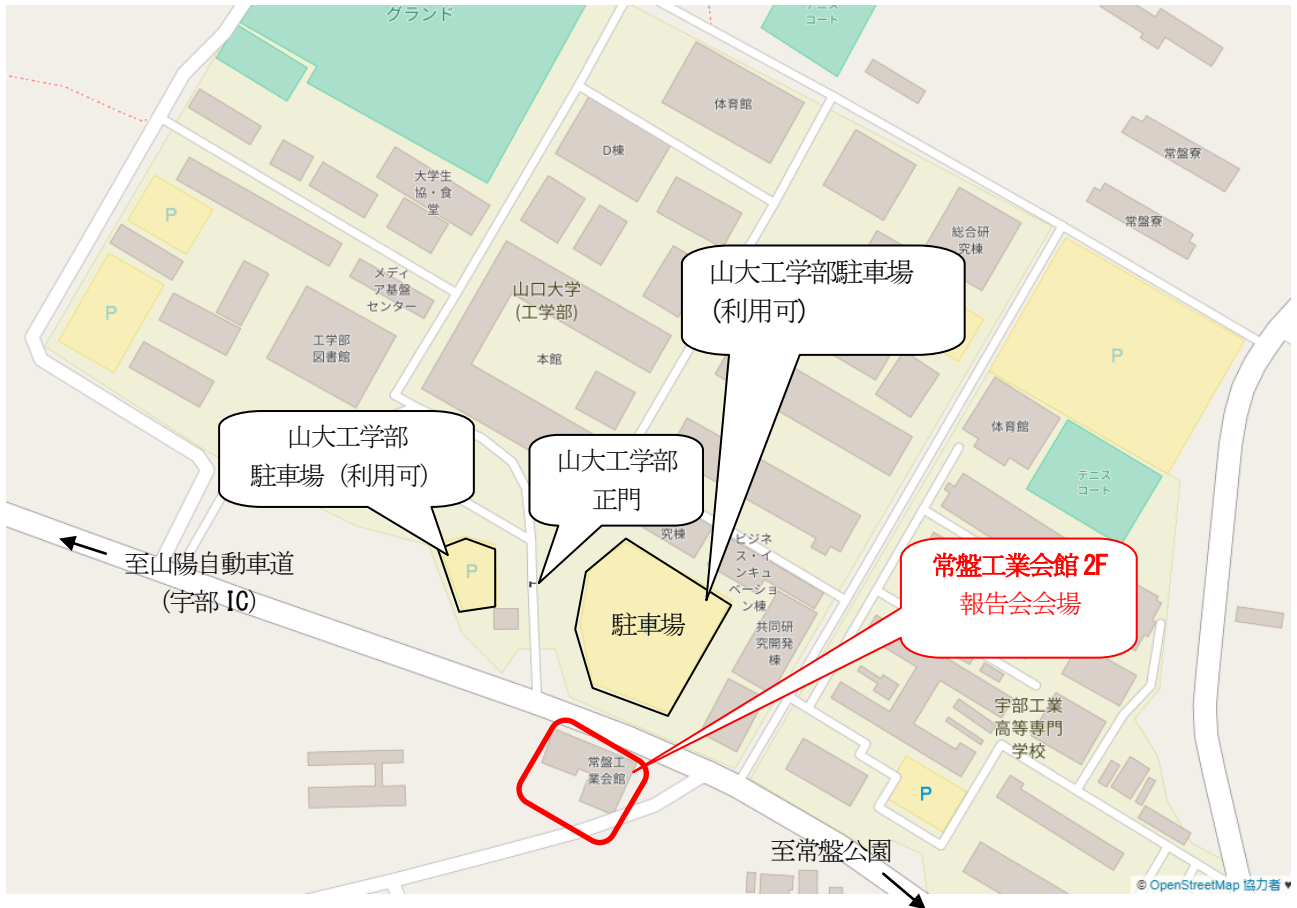 グランド
テニス
コート
体育館
D棟
常盤寮
大学生
協・食
堂
常盤寮
P
総合研
究棟
メディ
ア基盤
センター
山口大学
(工学部)
山大工学部駐車場
(利用可)
P
工学部
図書館
本館
P
体育館
山大工学部
駐車場 (利用可)
山大工学部
正門
テニス
コート
究棟
ビジネ
ス・イ
ンキュ
ベーショ
ン棟
至山陽自動車道
(宇部 IC)
P
駐車場
常盤工業会館 2F
報告会会場
共同研
究開発
棟
宇部工業
高等専門
学校
常盤工
業会館
P
至常盤公園
© OpenStreetMap 協力者 ♥